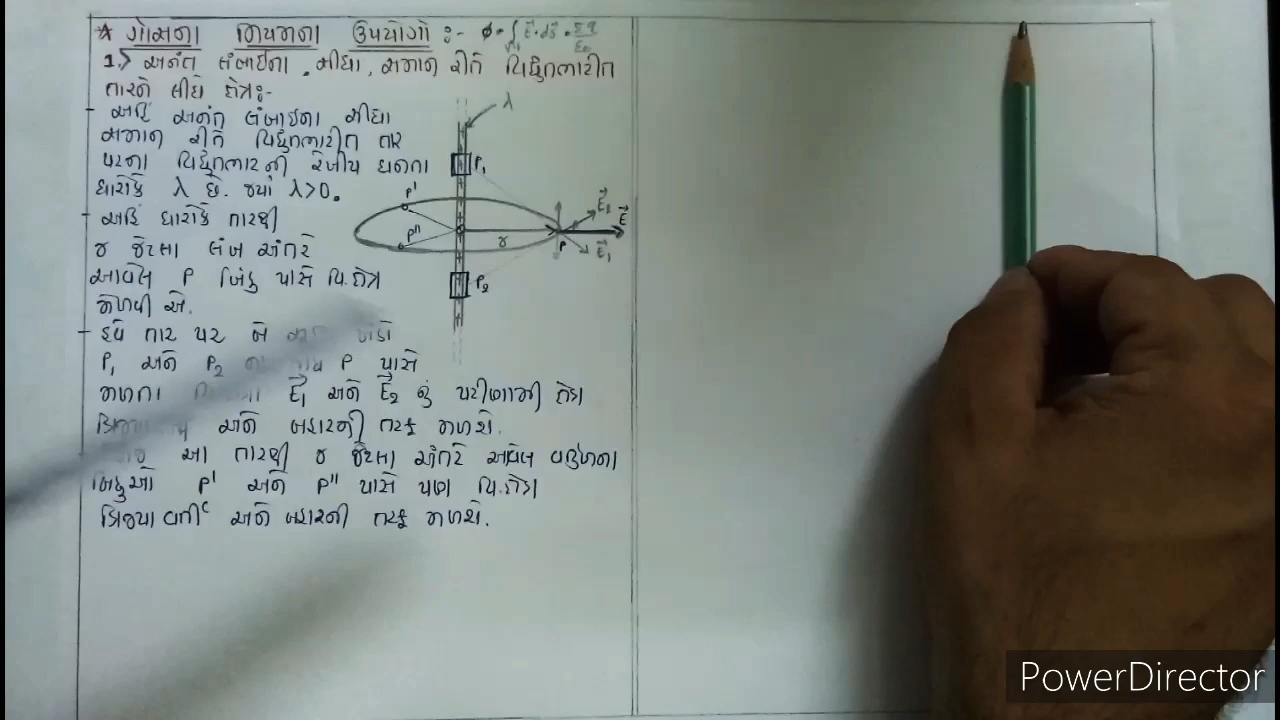 * ગૌસના નિયમના ઉપયોગો :- φ = ∫ E⃗·ds⃗ = Σq/ε₀
1.> અનંત લંબાઈના, સીધા, સમાન રીતે વિદ્યુતભારીત
તારને લીધે ક્ષેત્ર:-
- અહીં અનંત લંબાઈના સીધા
સમાન રીતે વિદ્યુતભારીત તાર
પરના વિદ્યુતભારની રેખીય ઘનતા
ધારોકે λ છે. જ્યાં λ>0.
- અહીં ધારોકે તારથી
r જેટલા લંબ અંતરે
આવેલ P બિંદુ પાસે વિ.ક્ષેત્ર
મેળવી એ.
- હવે તાર પર બે
P₁ અને P₂ P પાસે
મળતા E⃗₁ અને E⃗₂ નું પરીણામી ક્ષેત્ર
અને બહારની તરફ મળશે.
આ તારથી r જેટલા અંતરે આવેલ વર્તુળના
બિંદુઓ P' અને P'' પાસે પણ વિ.ક્ષેત્ર
ત્રિજ્યાવર્તી અને બહારની તરફ મળશે.
λ
P₁
P'
P''
r
P
E⃗₂
E⃗
E⃗₁
P₂
PowerDirector